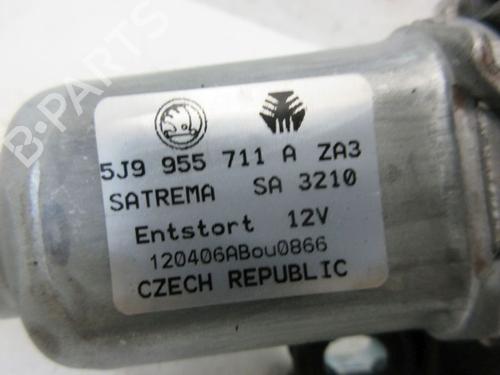 5J9 955 711 A ZA3
SATREMA SA 3210
Entstort 12V
120406ABou0866
CZECH REPUBLIC
B-PARTS